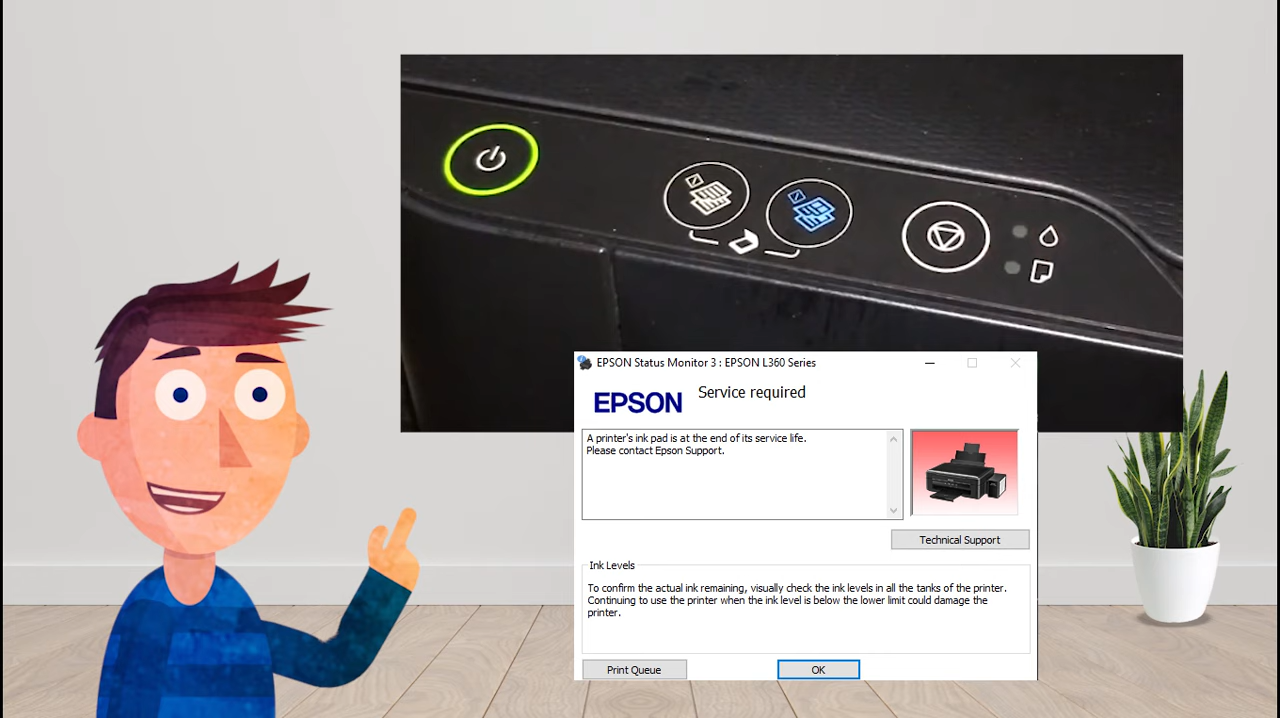 EPSON Status Monitor 3 : EPSON L360 Series
EPSON
Service required
A printer's ink pad is at the end of its service life.
Please contact Epson Support.
Technical Support
Ink Levels
To confirm the actual ink remaining, visually check the ink levels in all the tanks of the printer.
Continuing to use the printer when the ink level is below the lower limit could damage the
printer.
Print Queue
OK